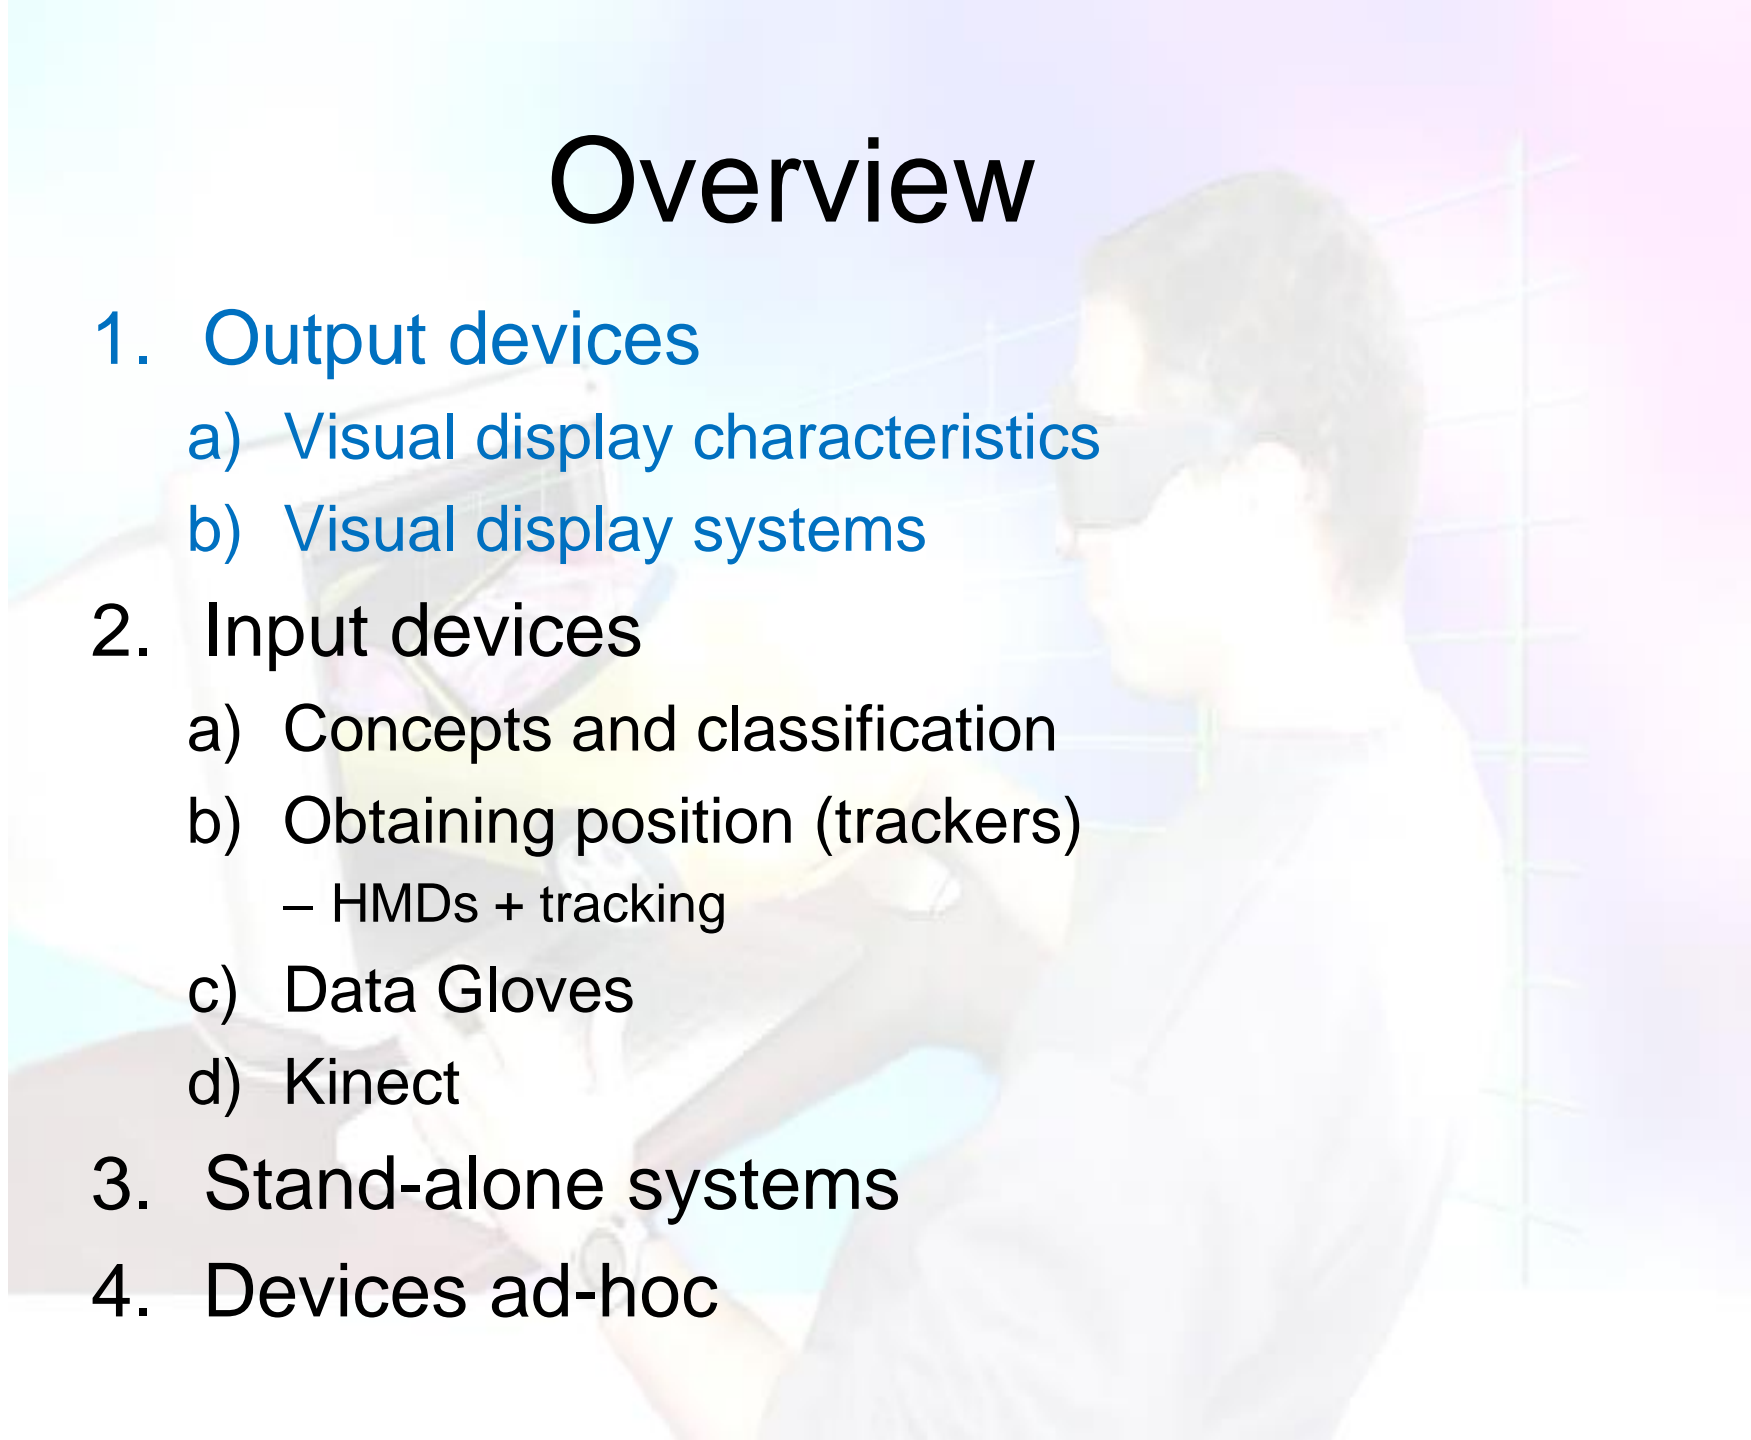 Overview
1. Output devices
a) Visual display characteristics
b) Visual display systems
2. Input devices
a) Concepts and classification
b) Obtaining position (trackers)
– HMDs + tracking
c) Data Gloves
d) Kinect
3. Stand-alone systems
4. Devices ad-hoc